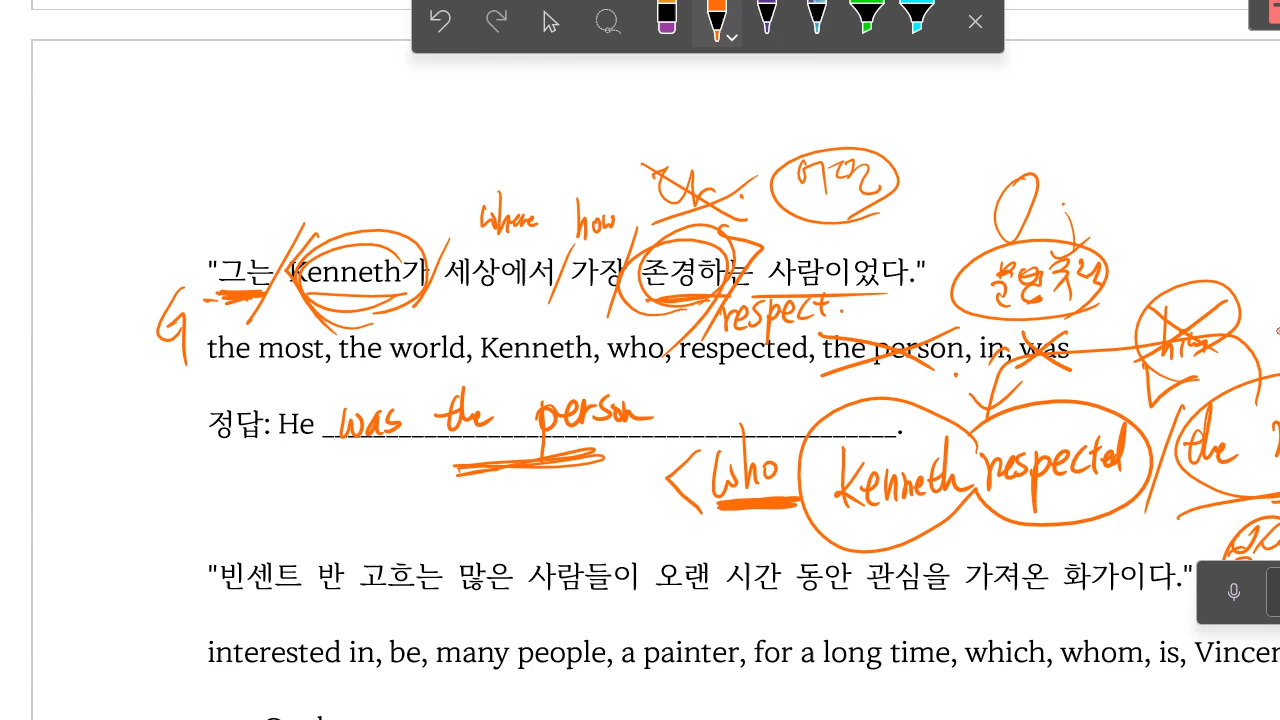 어떤
where how
"그는 Kenneth가 세상에서 가장 존경하는 사람이었다."
respect.
the most, the world, Kenneth, who, respected, the person, in, was
him
정답: He was the person ____.
<who Kenneth respected / the
"빈센트 반 고흐는 많은 사람들이 오랜 시간 동안 관심을 가져온 화가이다."
interested in, be, many people, a painter, for a long time, which, whom, is, Vincen